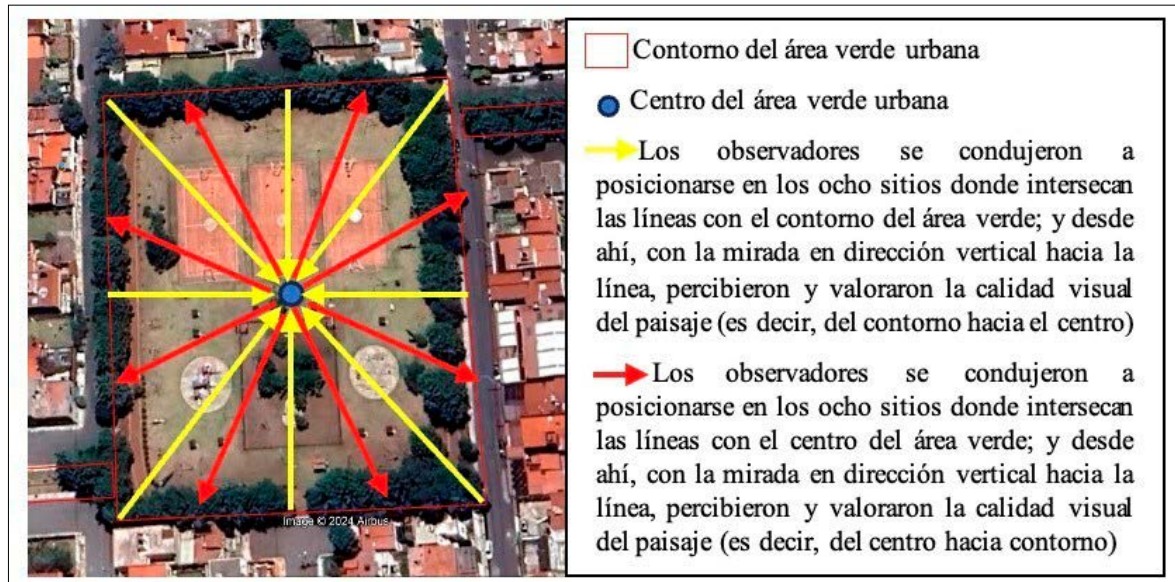 Contorno del área verde urbana
Centro del área verde urbana
Los observadores se condujeron a
posicionarse en los ocho sitios donde intersecan
las líneas con el contorno del área verde; y desde
ahí, con la mirada en dirección vertical hacia la
línea, percibieron y valoraron la calidad visual
del paisaje (es decir, del contorno hacia el centro)
Los observadores se condujeron a
posicionarse en los ocho sitios donde intersecan
las líneas con el centro del área verde; y desde
ahí, con la mirada en dirección vertical hacia la
línea, percibieron y valoraron la calidad visual
del paisaje (es decir, del centro hacia contorno)
Image © 2024 Airbus